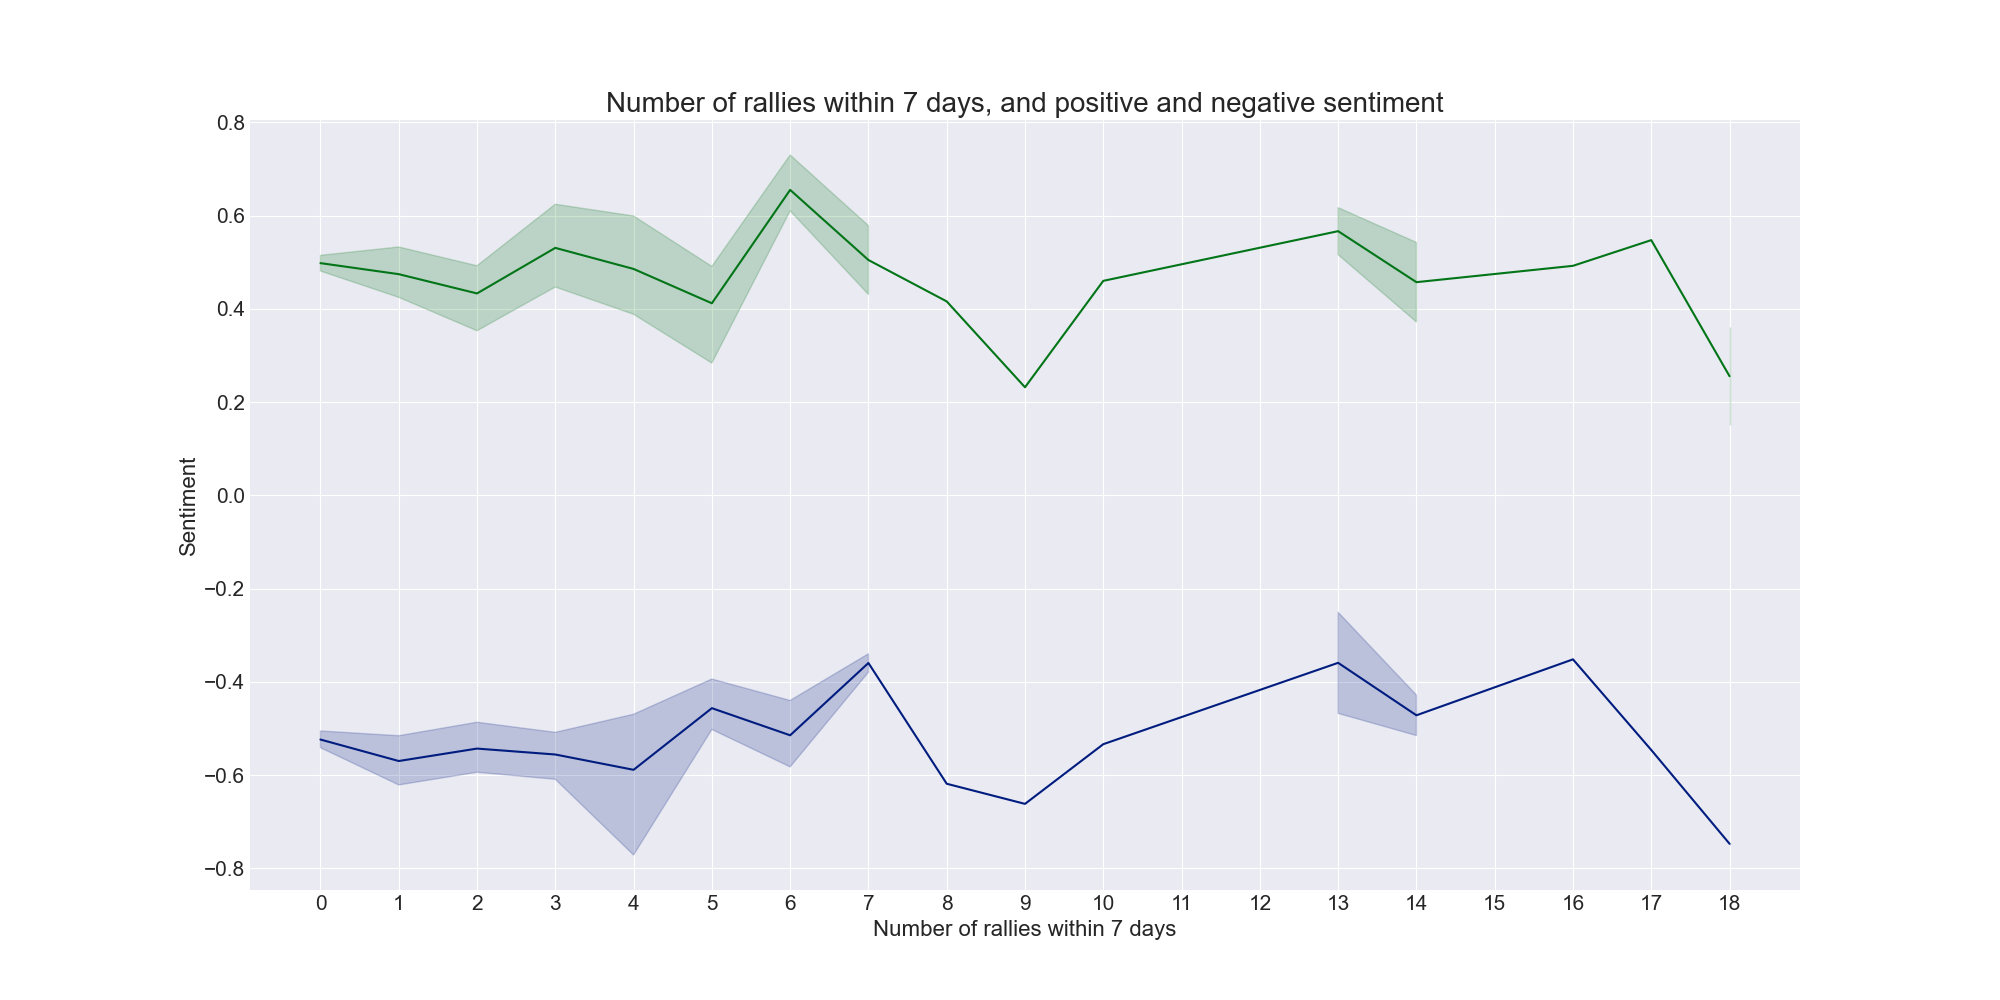 Number of rallies within 7 days, and positive and negative sentiment
0.8
0.6
0.4
0.2
0.0
−0.2
−0.4
−0.6
−0.8
Sentiment
0 1 2 3 4 5 6 7 8 9 10 11 12 13 14 15 16 17 18
Number of rallies within 7 days